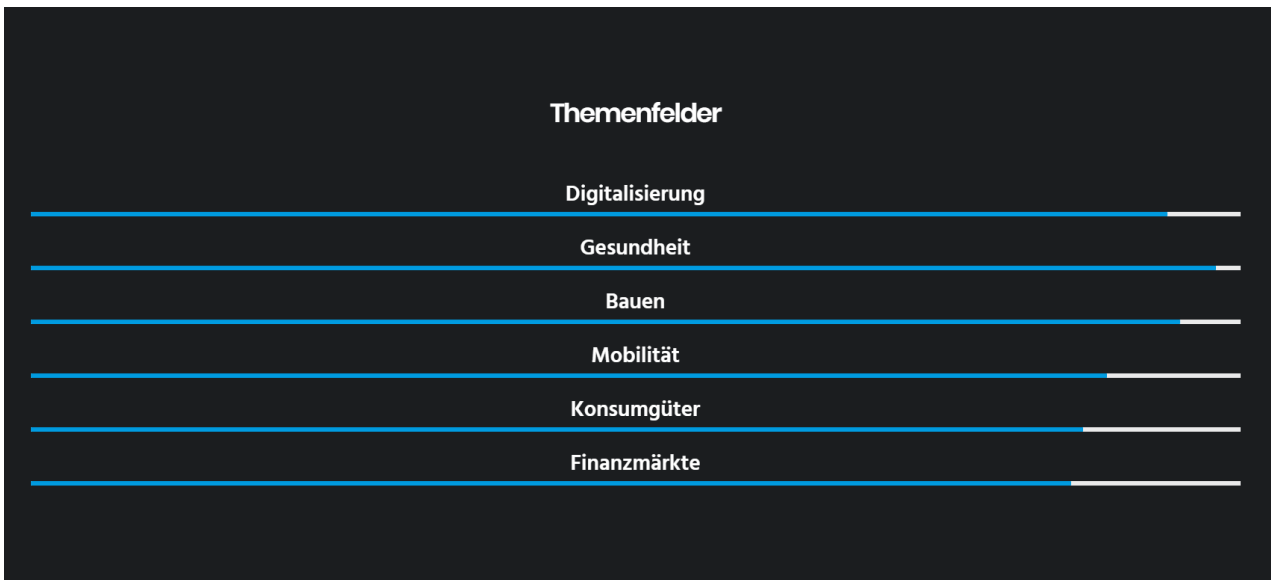 Themenfelder
Digitalisierung
Gesundheit
Bauen
Mobilität
Konsumgüter
Finanzmärkte